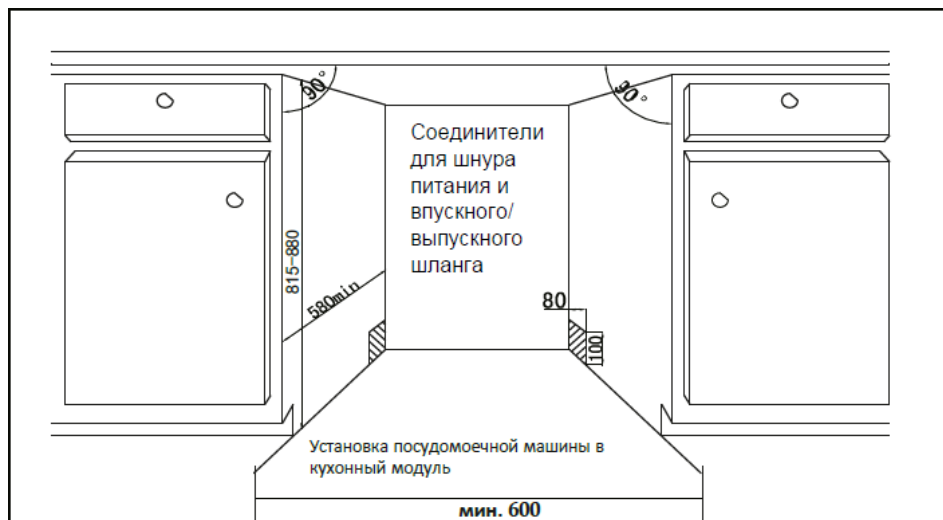 90°
90°
Соединители
для шнура
питания и
впускного/
выпускного
шланга
815-880
580min
80
100
Установка посудомоечной машины в
кухонный модуль
мин. 600